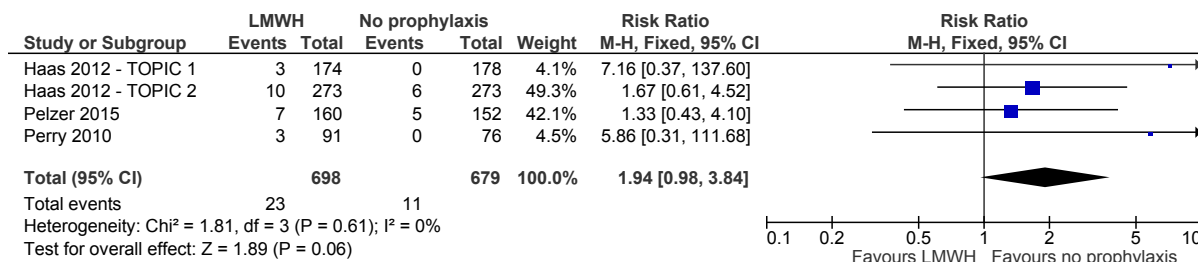 LMWH No prophylaxis Risk Ratio Risk Ratio
Study or Subgroup Events Total Events Total Weight M-H, Fixed, 95% CI M-H, Fixed, 95% CI
Haas 2012 - TOPIC 1 3 174 0 178 4.1% 7.16 [0.37, 137.60]
Haas 2012 - TOPIC 2 10 273 6 273 49.3% 1.67 [0.61, 4.52]
Pelzer 2015 7 160 5 152 42.1% 1.33 [0.43, 4.10]
Perry 2010 3 91 0 76 4.5% 5.86 [0.31, 111.68]
Total (95% CI) 698 679 100.0% 1.94 [0.98, 3.84]
Total events 23 11
Heterogeneity: Chi² = 1.81, df = 3 (P = 0.61); I² = 0%
Test for overall effect: Z = 1.89 (P = 0.06)
0.1 0.2 0.5 1 2 5 10
Favours LMWH Favours no prophylaxis